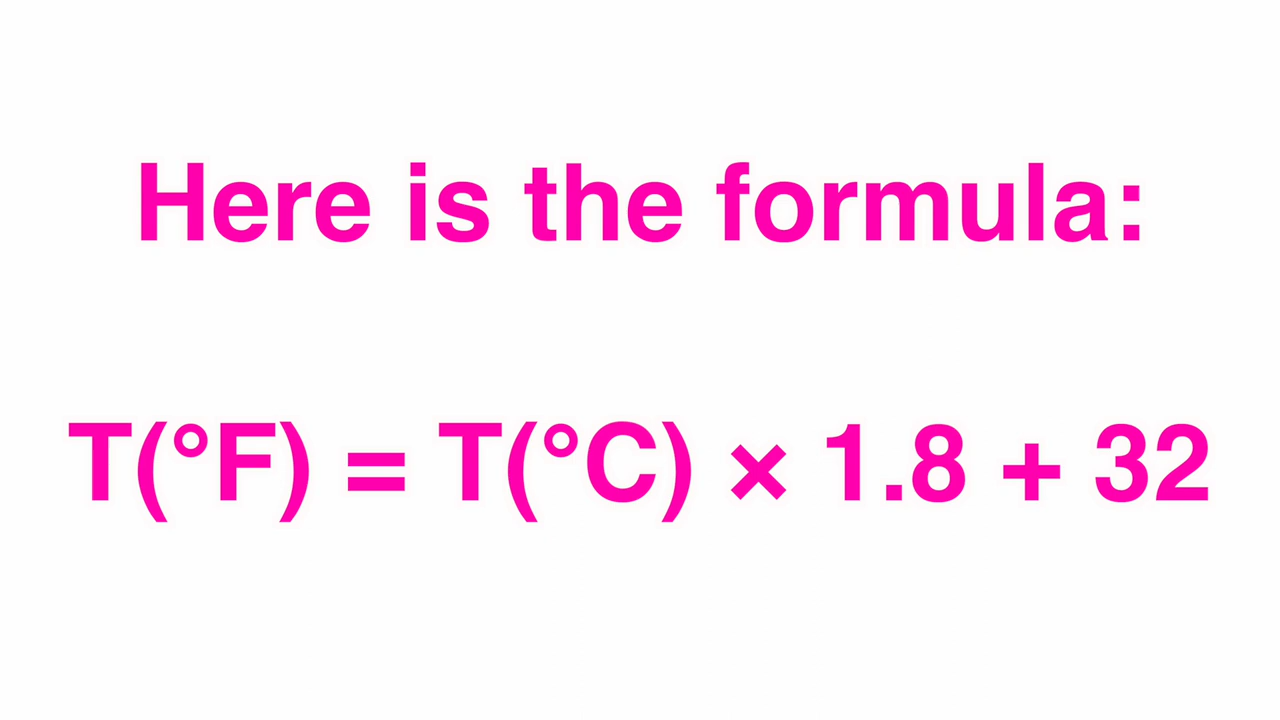 Here is the formula:
T(°F) = T(°C) × 1.8 + 32